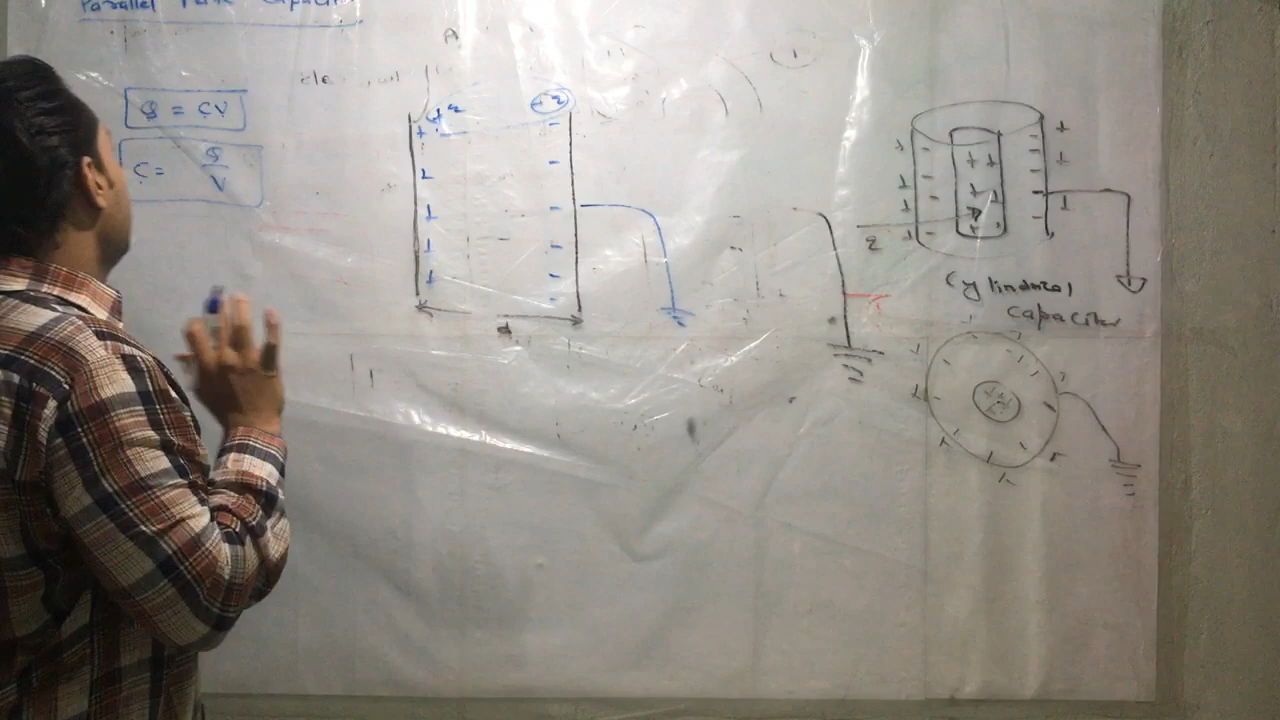 Parallel Plate Capacitor
A
Q = CV
C = Q
V
+q
+q
d
q
Cylindrical
capacitor